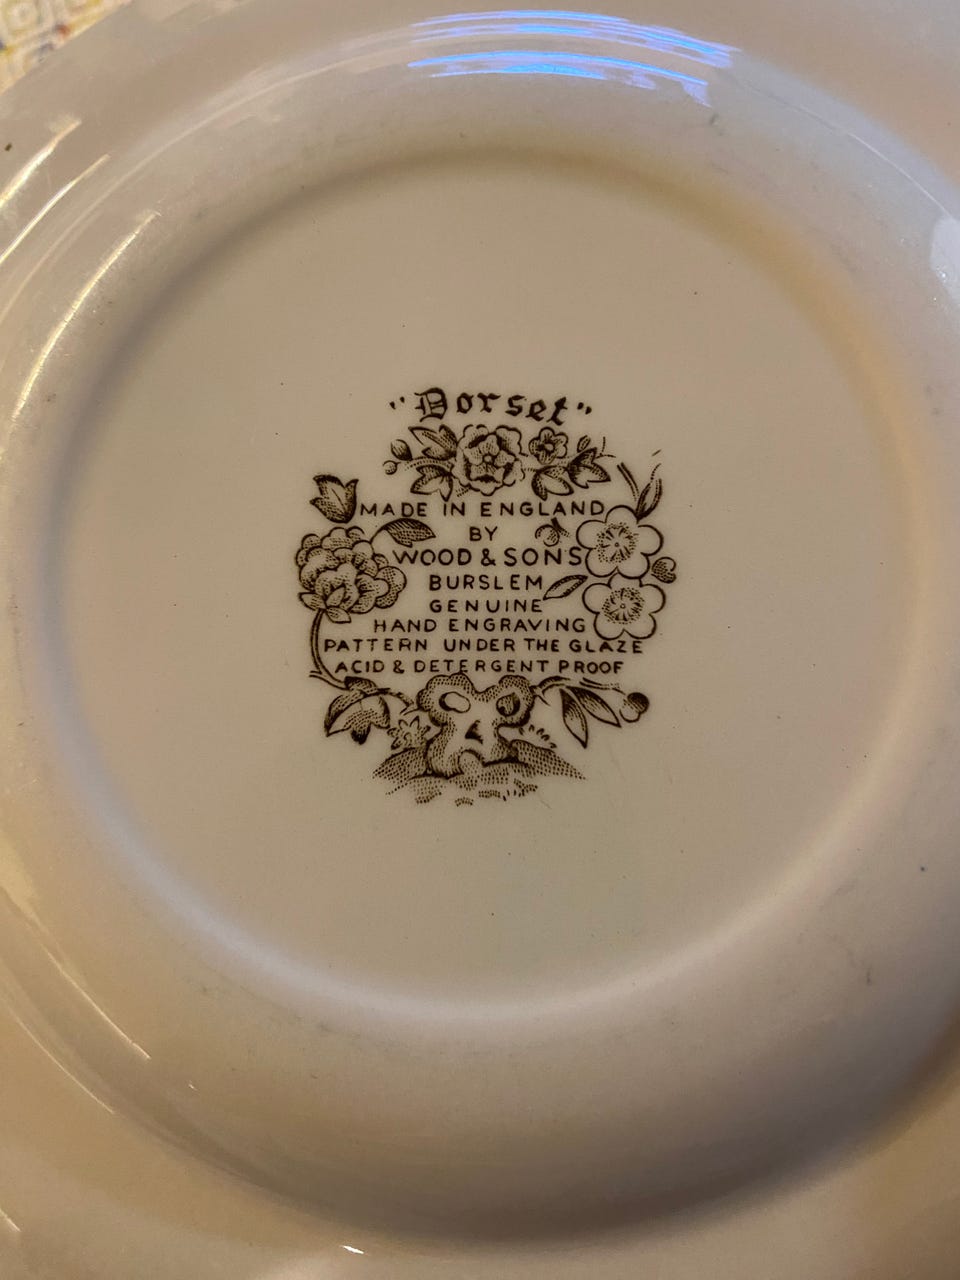 "Dorset"
MADE IN ENGLAND
BY
WOOD & SONS
BURSLEM
GENUINE
HAND ENGRAVING
PATTERN UNDER THE GLAZE
ACID & DETERGENT PROOF